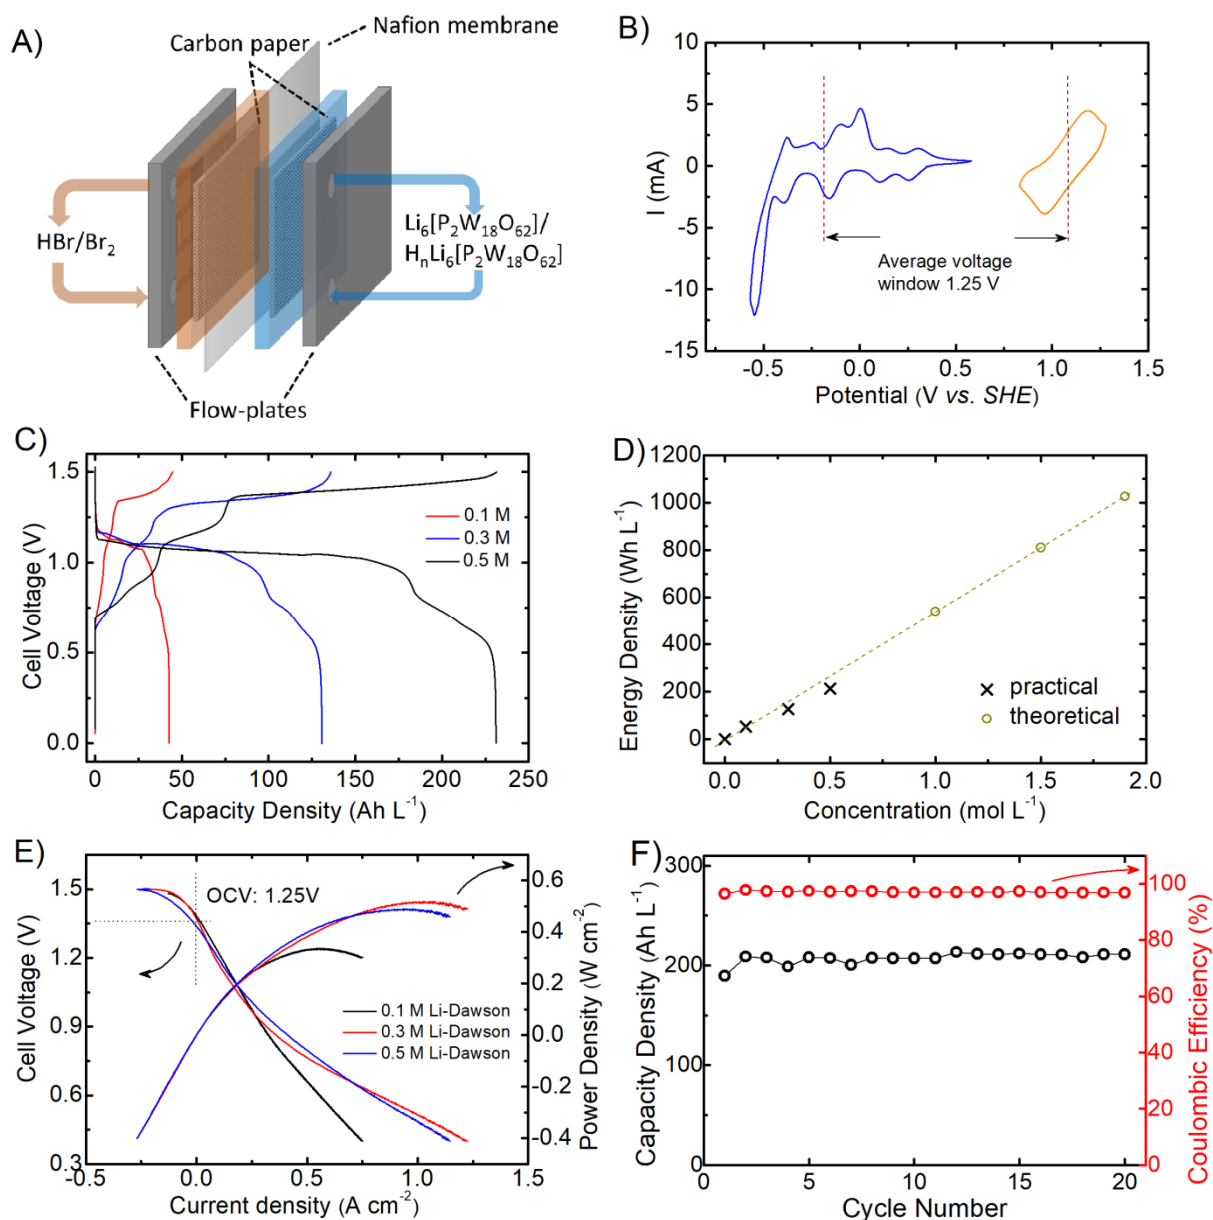 A)
Nafion membrane
Carbon paper
HBr/Br₂
Li₆[P₂W₁₈O₆₂]/
HₙLi₆[P₂W₁₈O₆₂]
Flow-plates
B)
10
5
0
-5
-10
-15
I (mA)
Average voltage
window 1.25 V
-0.5 0.0 0.5 1.0 1.5
Potential (V vs. SHE)
C)
1.5
1.0
0.5
0.0
Cell Voltage (V)
0.1 M
0.3 M
0.5 M
0 50 100 150 200 250
Capacity Density (Ah L⁻¹)
D)
1200
1000
800
600
400
200
0
Energy Density (Wh L⁻¹)
practical
theoretical
0.0 0.5 1.0 1.5 2.0
Concentration (mol L⁻¹)
E)
1.5
1.2
0.9
0.6
0.3
Cell Voltage (V)
OCV: 1.25V
0.1 M Li-Dawson
0.3 M Li-Dawson
0.5 M Li-Dawson
0.6
0.4
0.2
0.0
-0.2
-0.4
Power Density (W cm⁻²)
-0.5 0.0 0.5 1.0 1.5
Current density (A cm⁻²)
F)
300
200
100
0
Capacity Density (Ah L⁻¹)
100
80
60
40
20
0
Coulombic Efficiency (%)
0 5 10 15 20
Cycle Number